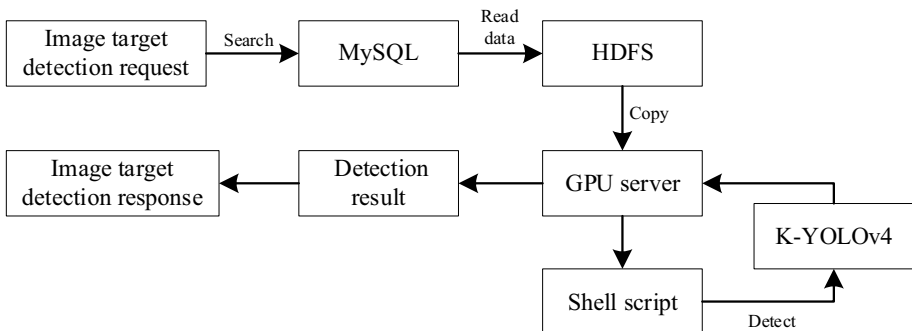 Image target
detection request
Search
MySQL
Read
data
HDFS
Copy
Image target
detection response
Detection
result
GPU server
K-YOLOv4
Shell script
Detect